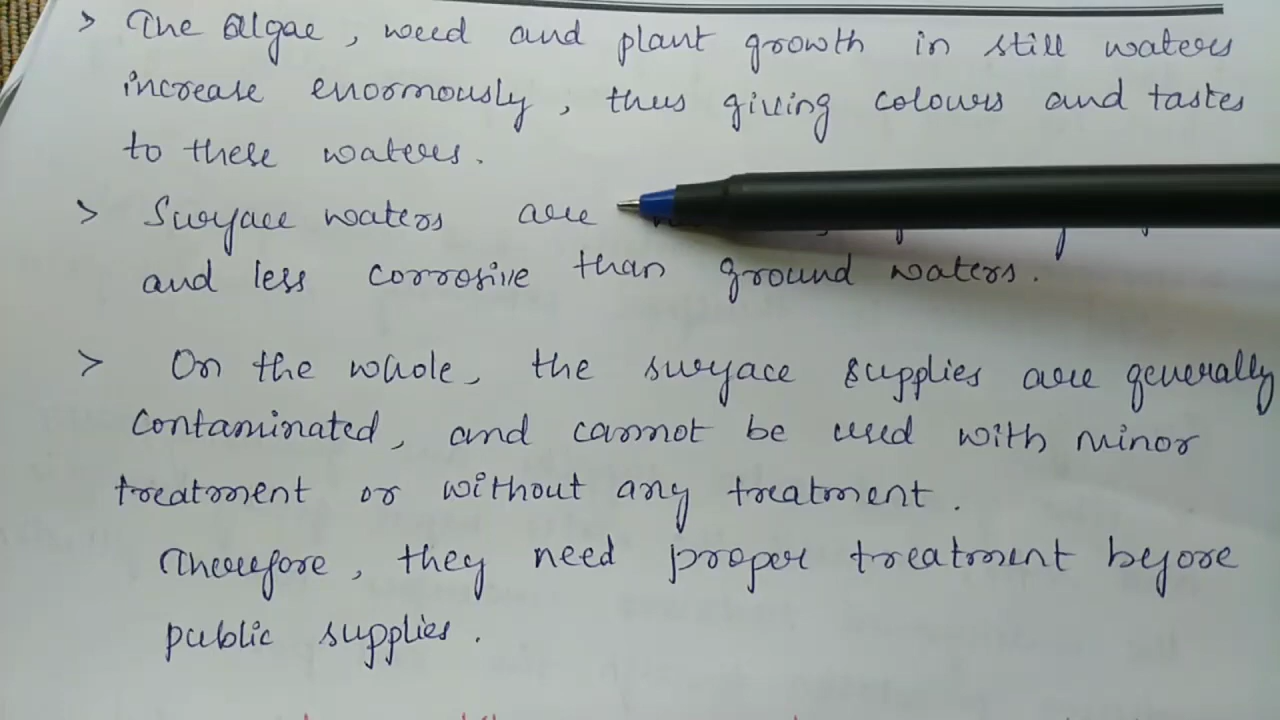 > The algae, weed and plant growth in still waters
increase enormously, thus giving colours and tastes
to these waters.
> Surface waters are
and less corrosive than ground waters.
> On the whole, the surface supplies are generally
contaminated, and cannot be used with minor
treatment or without any treatment.
Therefore, they need proper treatment before
public supplies.